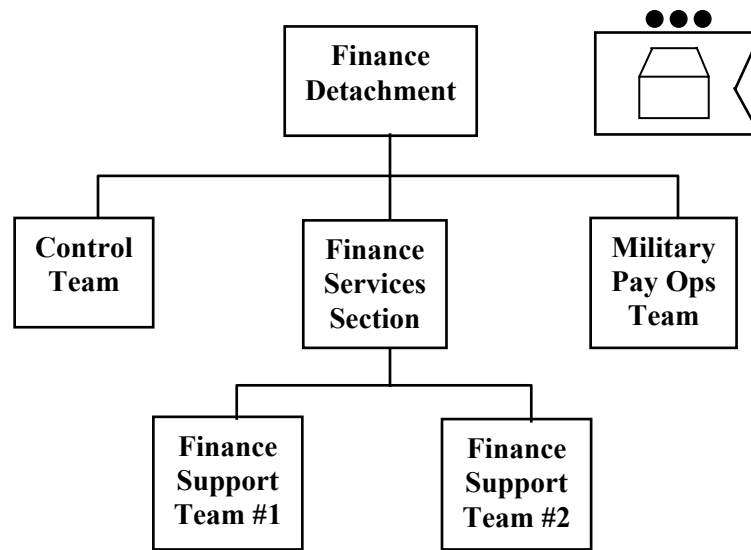 Finance
Detachment
Control
Team
Finance
Services
Section
Military
Pay Ops
Team
Finance
Support
Team #1
Finance
Support
Team #2